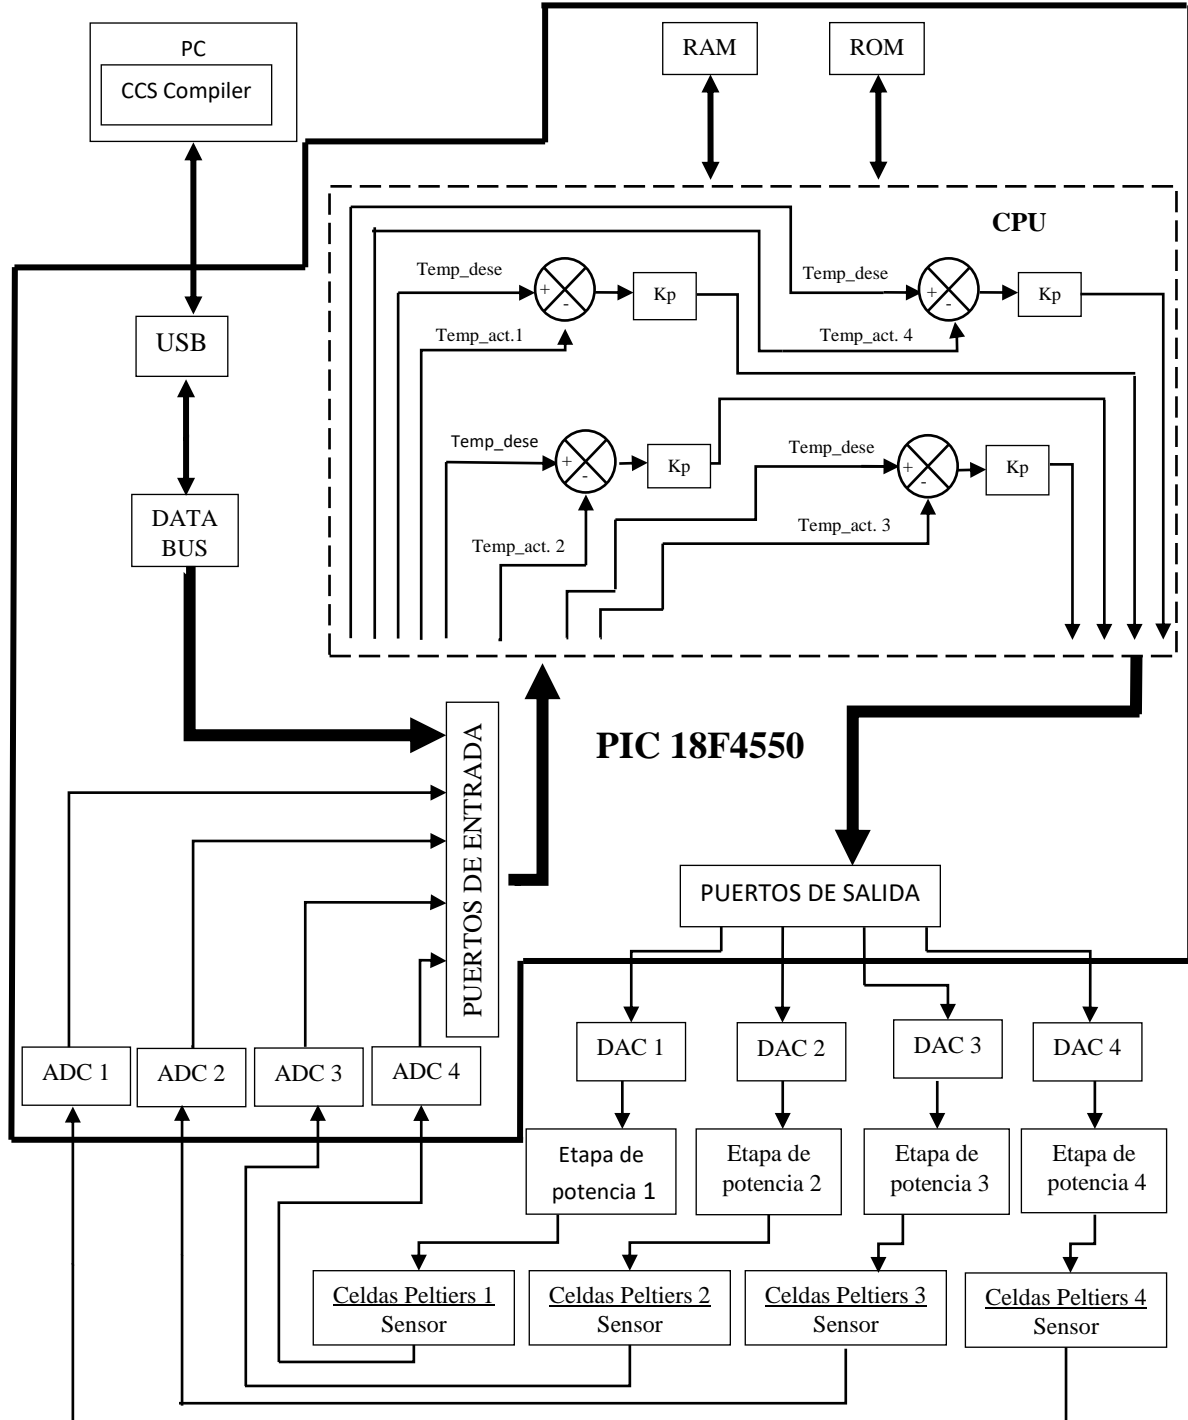 PC
CCS Compiler
RAM
ROM
CPU
Temp_dese
+
-
Kp
Temp_act.1
Temp_dese
+
-
Kp
Temp_act. 4
USB
Temp_dese
+
-
Kp
Temp_act. 2
Temp_dese
+
-
Kp
Temp_act. 3
DATA
BUS
PIC 18F4550
PUERTOS DE ENTRADA
PUERTOS DE SALIDA
ADC 1
ADC 2
ADC 3
ADC 4
DAC 1
DAC 2
DAC 3
DAC 4
Etapa de
potencia 1
Etapa de
potencia 2
Etapa de
potencia 3
Etapa de
potencia 4
Celdas Peltiers 1
Sensor
Celdas Peltiers 2
Sensor
Celdas Peltiers 3
Sensor
Celdas Peltiers 4
Sensor